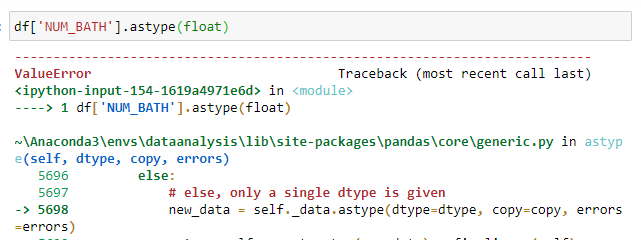 df['NUM_BATH'].astype(float)
---------------------------------------------------------------------------
ValueError                                Traceback (most recent call last)
<ipython-input-154-1619a4971e6d> in <module>
----> 1 df['NUM_BATH'].astype(float)
~\Anaconda3\envs\dataanalysis\lib\site-packages\pandas\core\generic.py in astyp
e(self, dtype, copy, errors)
   5696         else:
   5697             # else, only a single dtype is given
-> 5698             new_data = self._data.astype(dtype=dtype, copy=copy, errors
=errors)